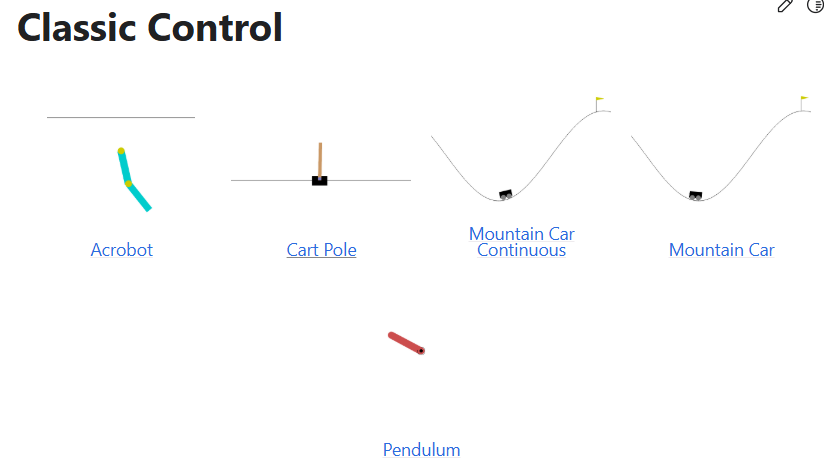 Classic Control
Acrobot
Cart Pole
Mountain Car
Continuous
Mountain Car
Pendulum